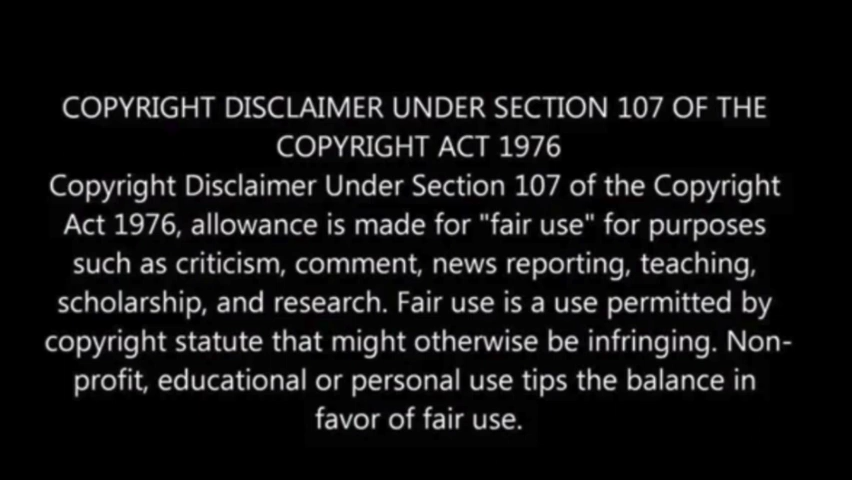 COPYRIGHT DISCLAIMER UNDER SECTION 107 OF THE
COPYRIGHT ACT 1976
Copyright Disclaimer Under Section 107 of the Copyright
Act 1976, allowance is made for "fair use" for purposes
such as criticism, comment, news reporting, teaching,
scholarship, and research. Fair use is a use permitted by
copyright statute that might otherwise be infringing. Non-
profit, educational or personal use tips the balance in
favor of fair use.